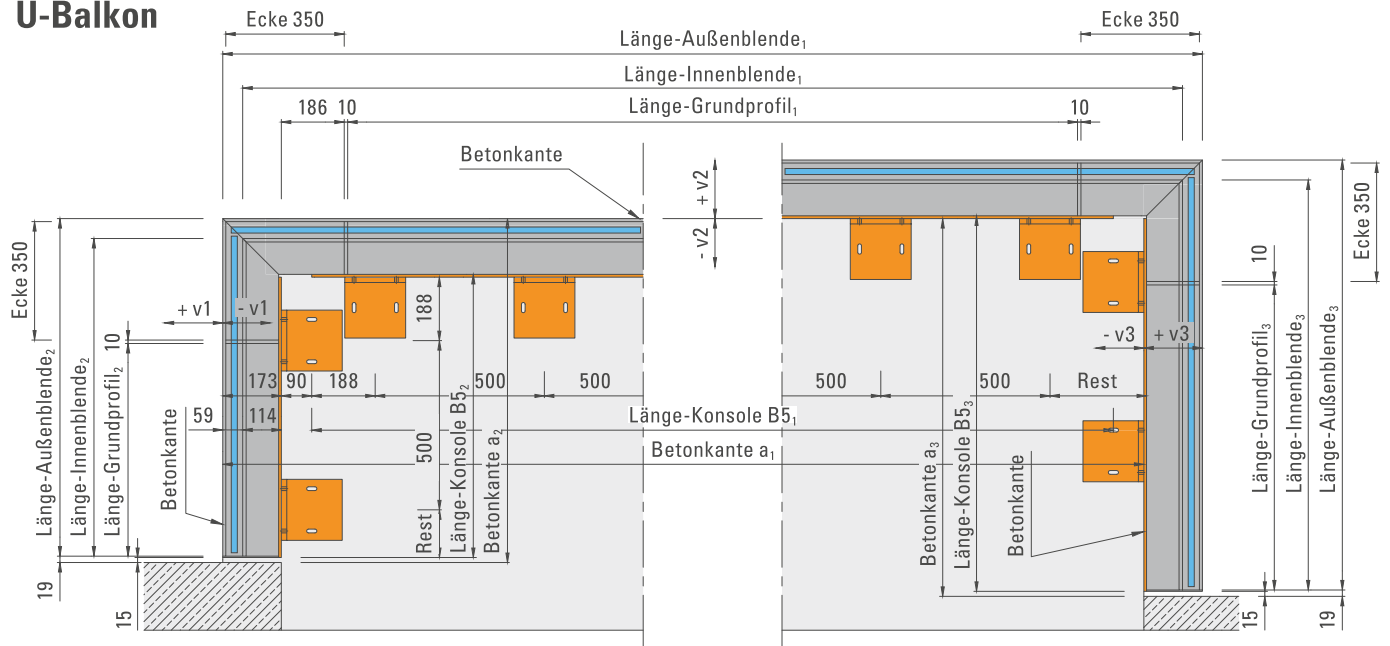 U-Balkon
Ecke 350
Ecke 350
Länge-Außenblende₁
Länge-Innenblende₁
186
10
Länge-Grundprofil₁
10
Betonkante
+ v2
- v2
Ecke 350
+ v1
- v1
10
188
173
90
188
500
500
500
500
Rest
59
114
Länge-Konsole B5₁
Betonkante a₁
500
Rest
Länge-Außenblende₂
Länge-Innenblende₂
Länge-Grundprofil₂
Betonkante
Länge-Konsole B5₂
Betonkante a₂
19
15
Betonkante a₃
Länge-Konsole B5₃
Betonkante
- v3
+ v3
10
Ecke 350
Länge-Grundprofil₃
Länge-Innenblende₃
Länge-Außenblende₃
15
19